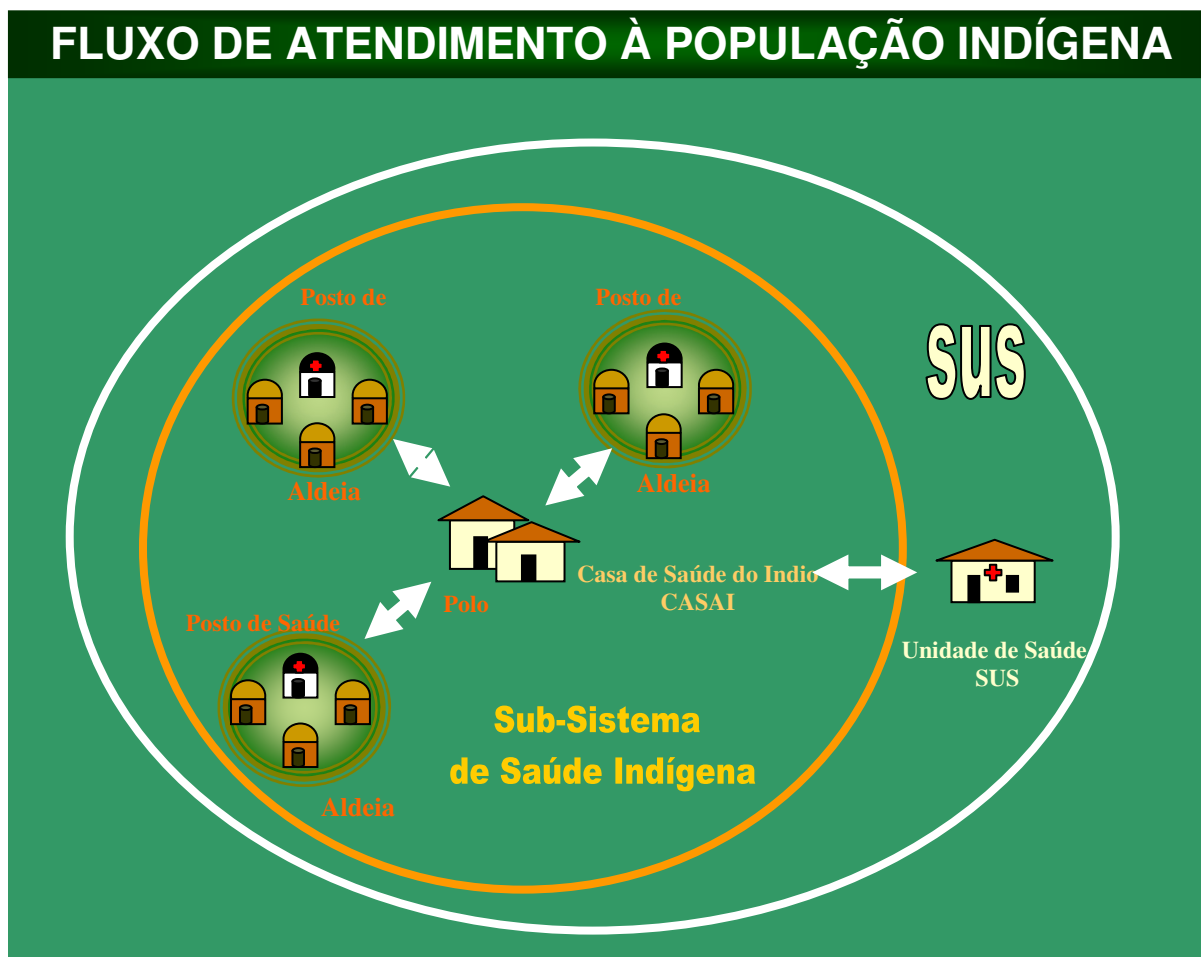 FLUXO DE ATENDIMENTO À POPULAÇÃO INDÍGENA
Posto de
Posto de
sus
Aldeia
Aldeia
Casa de Saúde do Indio
CASAI
Polo
Posto de Saúde
Unidade de Saúde
SUS
Sub-Sistema
de Saúde Indígena
Aldeia